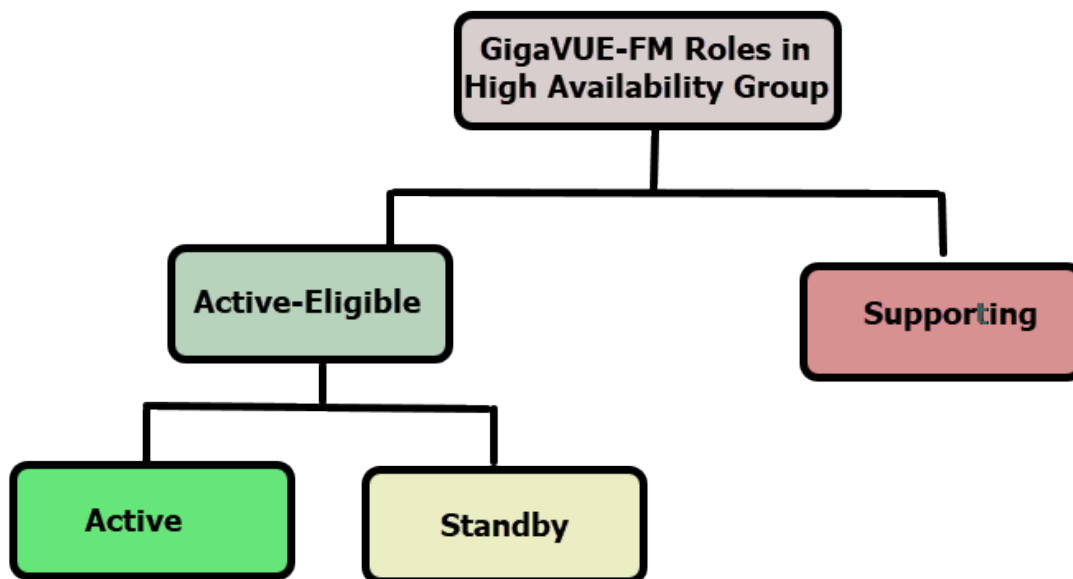 GigaVUE-FM Roles in
High Availability Group
Active-Eligible
Supporting
Active
Standby